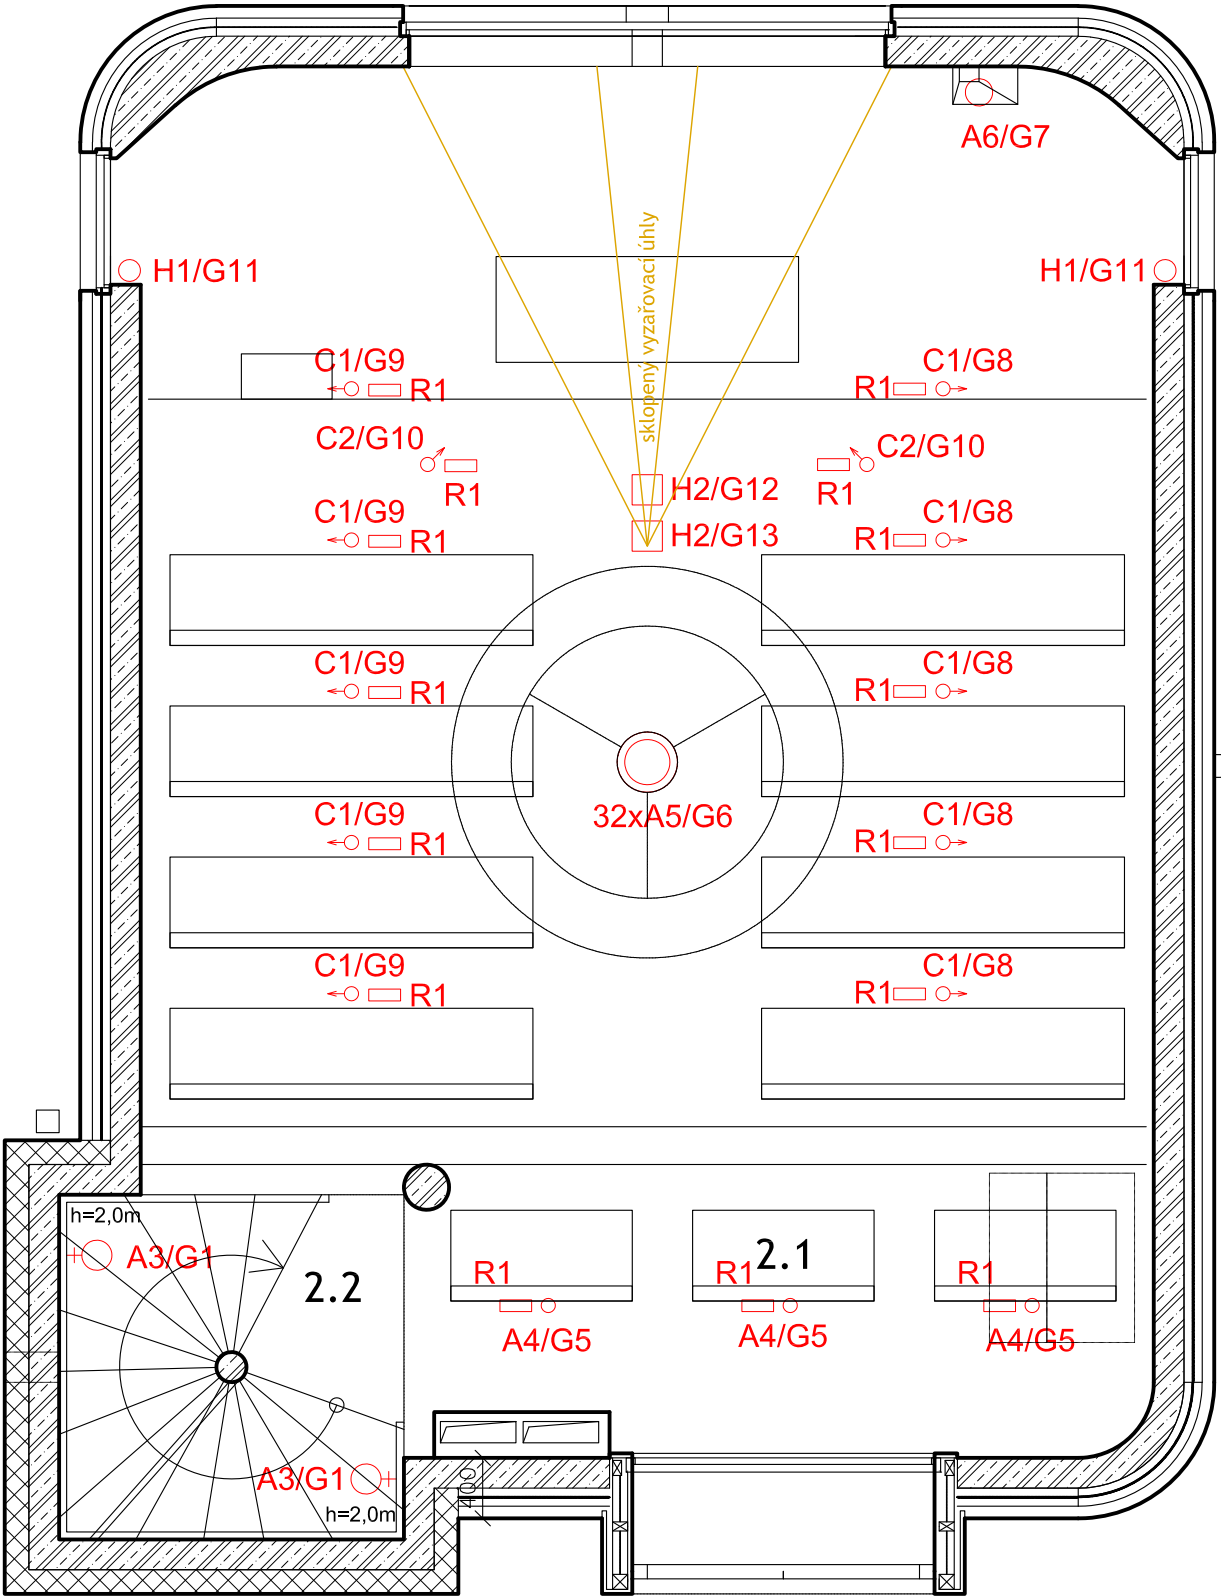 A6/G7
sklopený vyzařovací úhly
H1/G11
H1/G11
C1/G9
R1
C1/G8
R1
C2/G10
R1
C2/G10
R1
H2/G12
H2/G13
C1/G9
R1
C1/G8
R1
C1/G9
R1
C1/G8
R1
32xA5/G6
C1/G9
R1
C1/G8
R1
C1/G9
R1
C1/G8
R1
h=2,0m
A3/G1
2.2
2.1
R1
R1
R1
A4/G5
A4/G5
A4/G5
A3/G1
h=2,0m
400